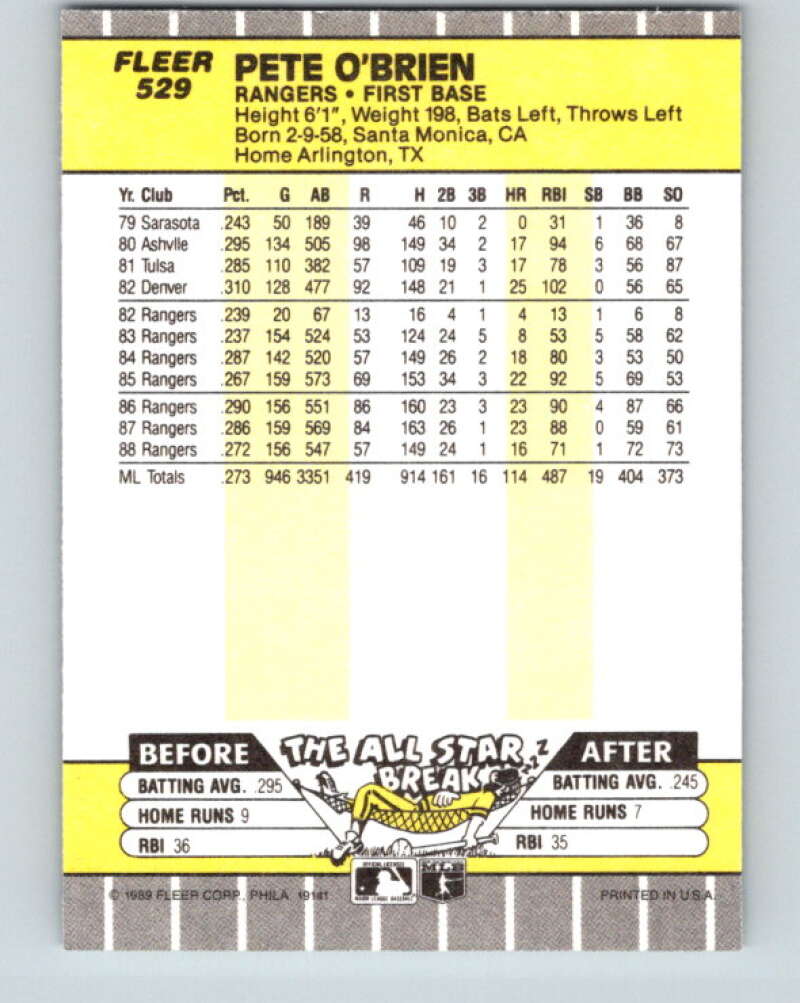 FLEER
529
PETE O'BRIEN
RANGERS • FIRST BASE
Height 6'1", Weight 198, Bats Left, Throws Left
Born 2-9-58, Santa Monica, CA
Home Arlington, TX
Yr. Club Pct. G AB R H 2B 3B HR RBI SB BB SO
79 Sarasota .243 50 189 39 46 10 2 0 31 1 36 8
80 Ashvlle .295 134 505 98 149 34 2 17 94 6 68 67
81 Tulsa .285 110 382 57 109 19 3 17 78 3 56 87
82 Denver .310 128 477 92 148 21 1 25 102 0 56 65
82 Rangers .239 20 67 13 16 4 1 4 13 1 6 8
83 Rangers .237 154 524 53 124 24 5 8 53 5 58 62
84 Rangers .287 142 520 57 149 26 2 18 80 3 53 50
85 Rangers .267 159 573 69 153 34 3 22 92 5 69 53
86 Rangers .290 156 551 86 160 23 3 23 90 4 87 66
87 Rangers .286 159 569 84 163 26 1 23 88 0 59 61
88 Rangers .272 156 547 57 149 24 1 16 71 1 72 73
ML Totals .273 946 3351 419 914 161 16 114 487 19 404 373
BEFORE THE ALL STAR BREAK ZZZ AFTER
BATTING AVG. .295
HOME RUNS 9
RBI 36
BATTING AVG. .245
HOME RUNS 7
RBI 35
© 1989 FLEER CORP. PHILA 19141
MLB
PRINTED IN U.S.A.